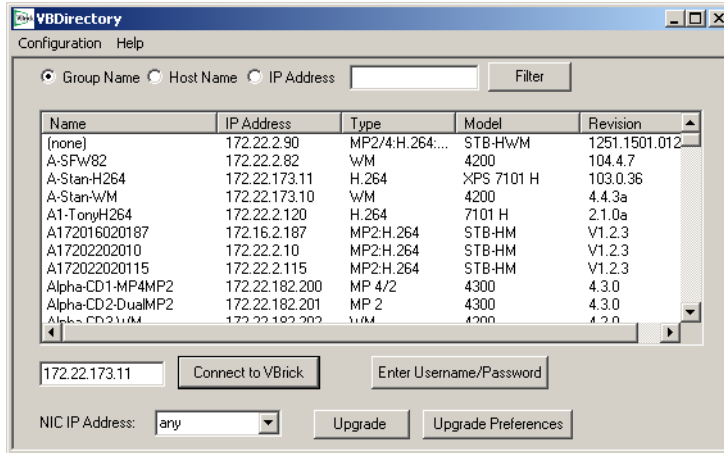 VBDirectory
Configuration Help
Group Name Host Name IP Address Filter
Name IP Address Type Model Revision
(none) 172.22.2.90 MP2/4:H.264:... STB-HWM 1251.1501.012
A-SFW82 172.22.2.82 WM 4200 104.4.7
A-Stan-H264 172.22.173.11 H.264 XPS 7101 H 103.0.36
A-Stan-WM 172.22.173.10 WM 4200 4.4.3a
A1-TonyH264 172.22.2.120 H.264 7101 H 2.1.0a
A172016020187 172.16.2.187 MP2:H.264 STB-HM V1.2.3
A17202202010 172.22.2.10 MP2:H.264 STB-HM V1.2.3
A172022020115 172.22.2.115 MP2:H.264 STB-HM V1.2.3
Alpha-CD1-MP4MP2 172.22.182.200 MP 4/2 4300 4.3.0
Alpha-CD2-DualMP2 172.22.182.201 MP 2 4300 4.3.0
172.22.173.11 Connect to VBrick Enter Username/Password
NIC IP Address: any Upgrade Upgrade Preferences